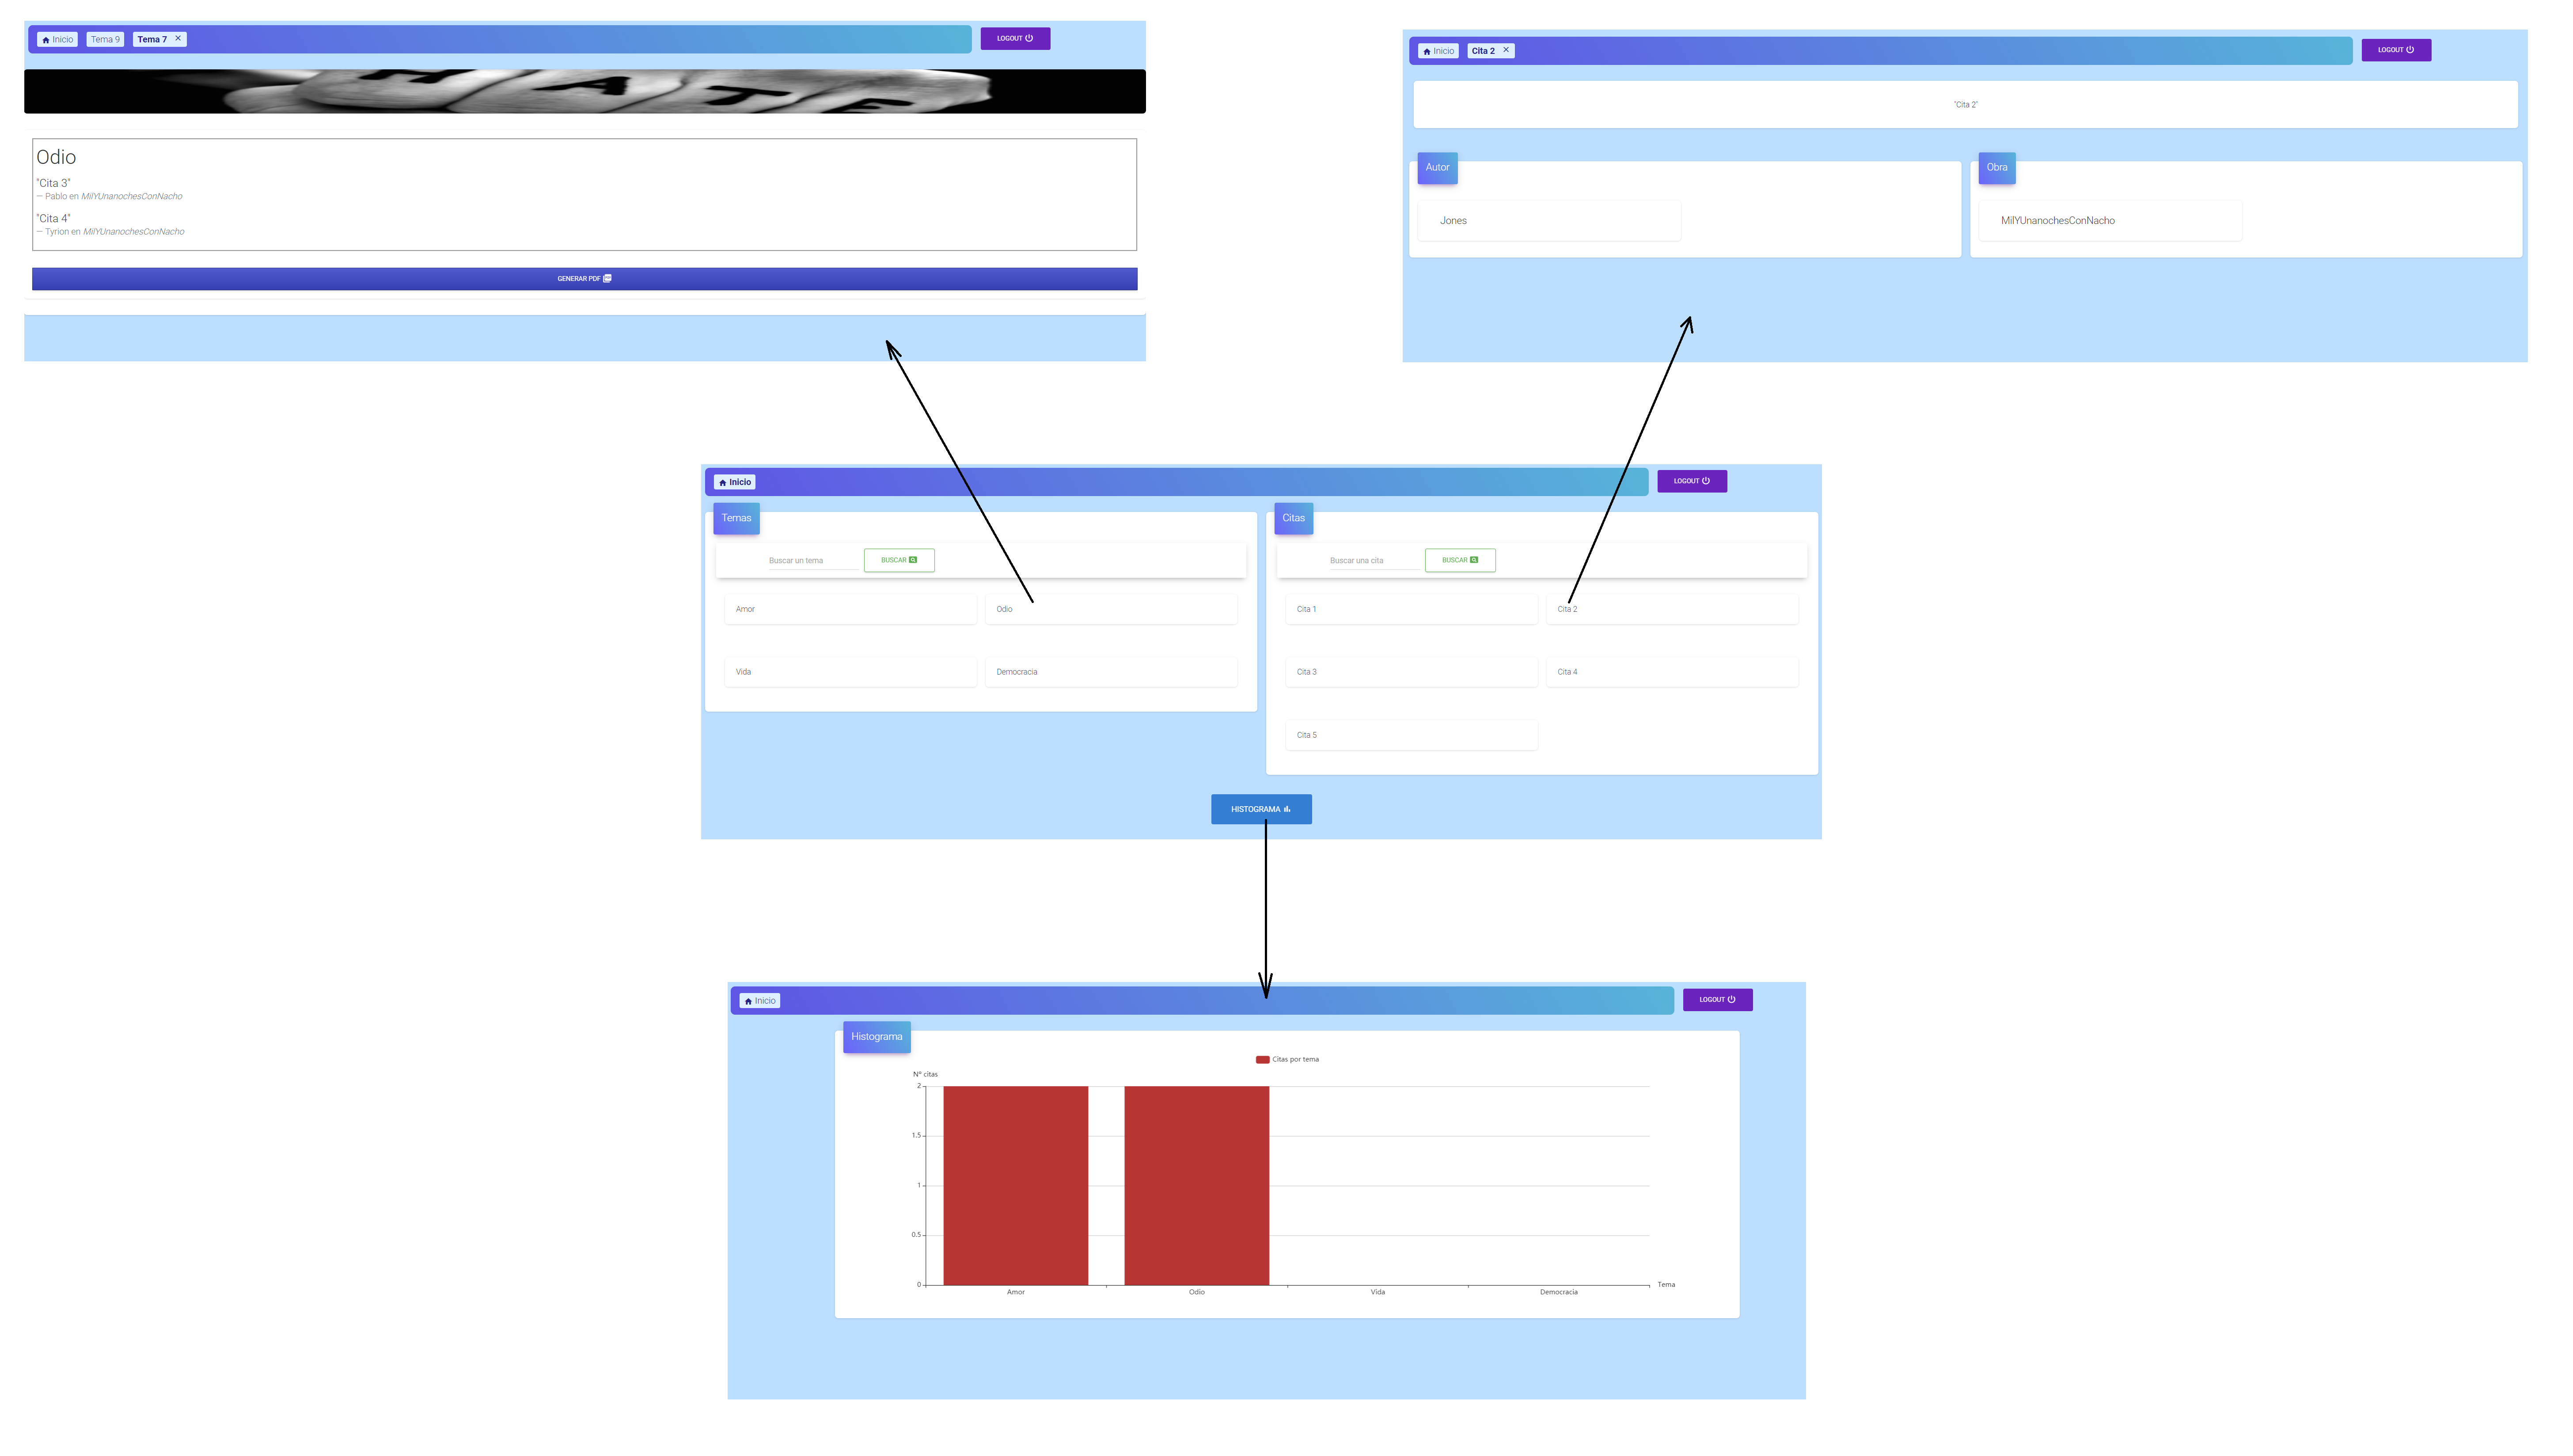 Inicio Tema 9 Tema 7 × LOGOUT
HATE
Odio
"Cita 3"
— Pablo en MilYUnanochesConNacho
"Cita 4"
— Tyrion en MilYUnanochesConNacho
GENERAR PDF
Inicio Cita 2 × LOGOUT
"Cita 2"
Autor Obra
Jones MilYUnanochesConNacho
Inicio LOGOUT
Temas Citas
Buscar un tema BUSCAR Buscar una cita BUSCAR
Amor Odio Cita 1 Cita 2
Vida Democracia Cita 3 Cita 4
Cita 5
HISTOGRAMA
Inicio LOGOUT
Histograma
Citas por tema
Nº citas
2
1.5
1
0.5
0 Tema
Amor Odio Vida Democracia